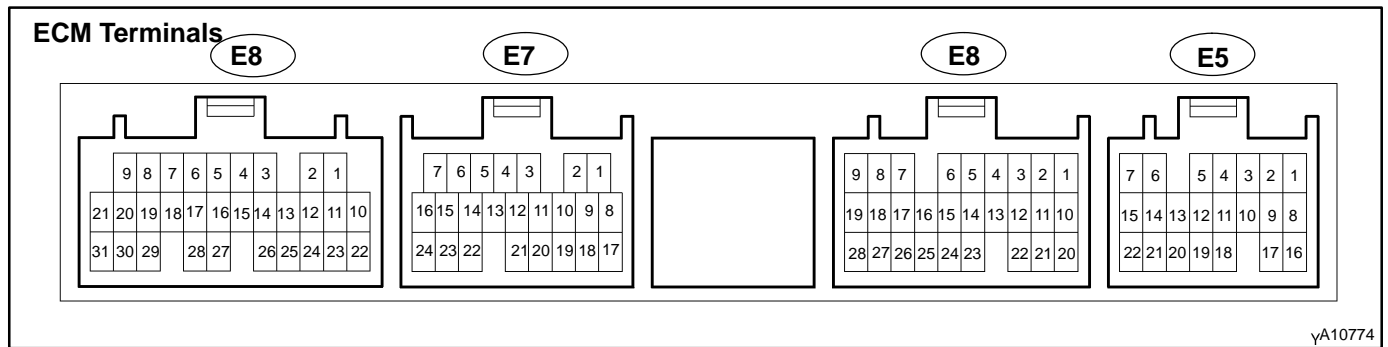 ECM Terminals
E8 E7 E8 E5
9 8 7 6 5 4 3 2 1 7 6 5 4 3 2 1 9 8 7 6 5 4 3 2 1 7 6 5 4 3 2 1
21 20 19 18 17 16 15 14 13 12 11 10 16 15 14 13 12 11 10 9 8 19 18 17 16 15 14 13 12 11 10 15 14 13 12 11 10 9 8
31 30 29 28 27 26 25 24 23 22 24 23 22 21 20 19 18 17 28 27 26 25 24 23 22 21 20 22 21 20 19 18 17 16
γA10774